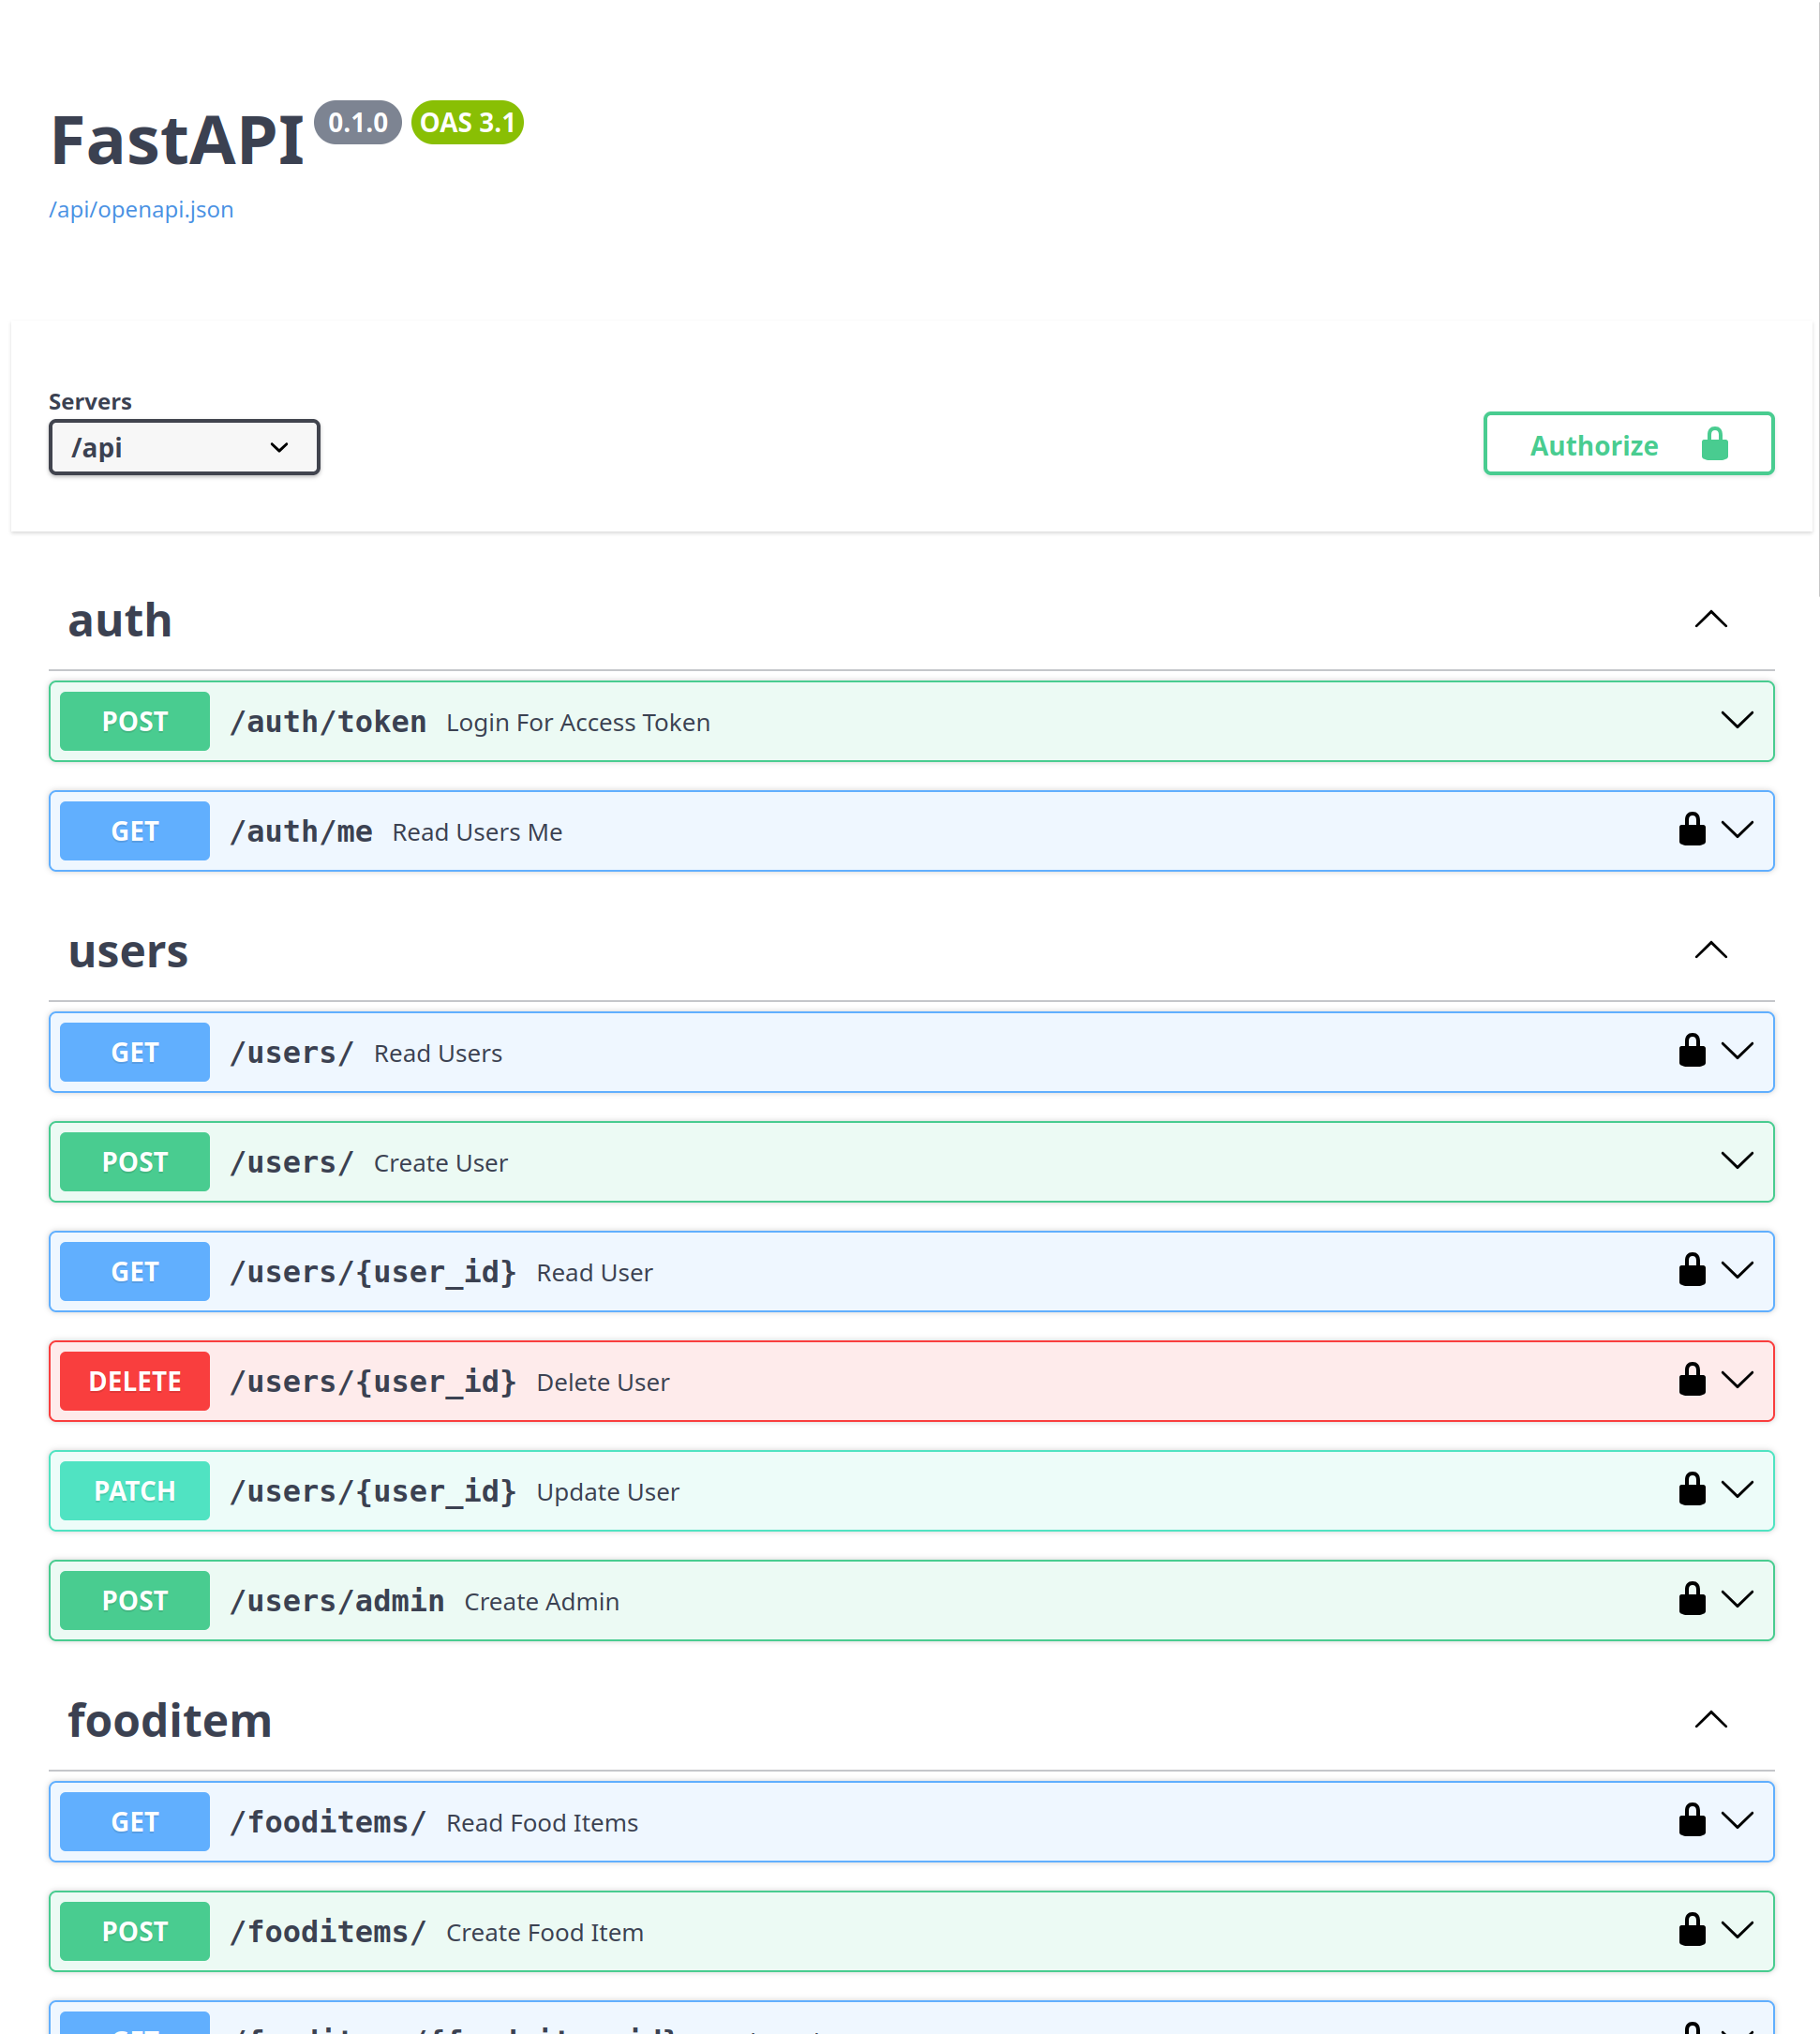 FastAPI 0.1.0 OAS 3.1
/api/openapi.json
Servers
/api
Authorize
auth
POST /auth/token Login For Access Token
GET /auth/me Read Users Me
users
GET /users/ Read Users
POST /users/ Create User
GET /users/{user_id} Read User
DELETE /users/{user_id} Delete User
PATCH /users/{user_id} Update User
POST /users/admin Create Admin
fooditem
GET /fooditems/ Read Food Items
POST /fooditems/ Create Food Item
GET